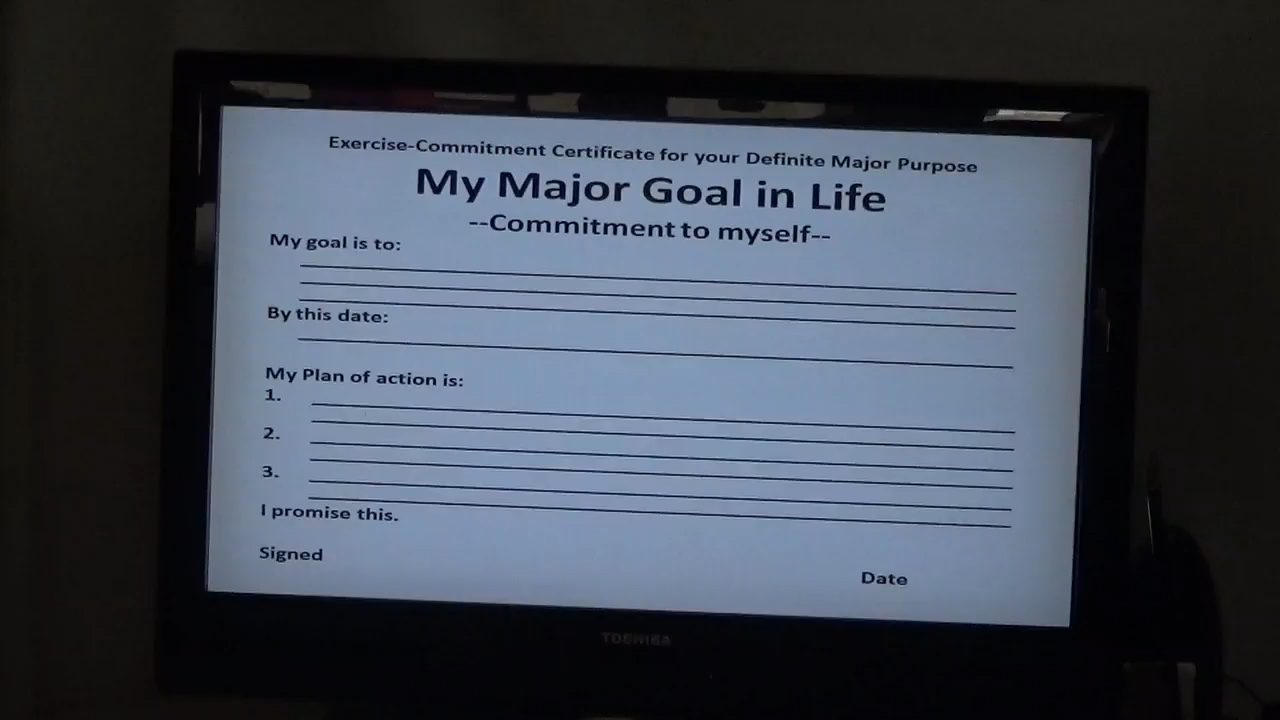 Exercise-Commitment Certificate for your Definite Major Purpose
My Major Goal in Life
--Commitment to myself--
My goal is to:
By this date:
My Plan of action is:
1.
2.
3.
I promise this.
Signed
Date
TOSHIBA